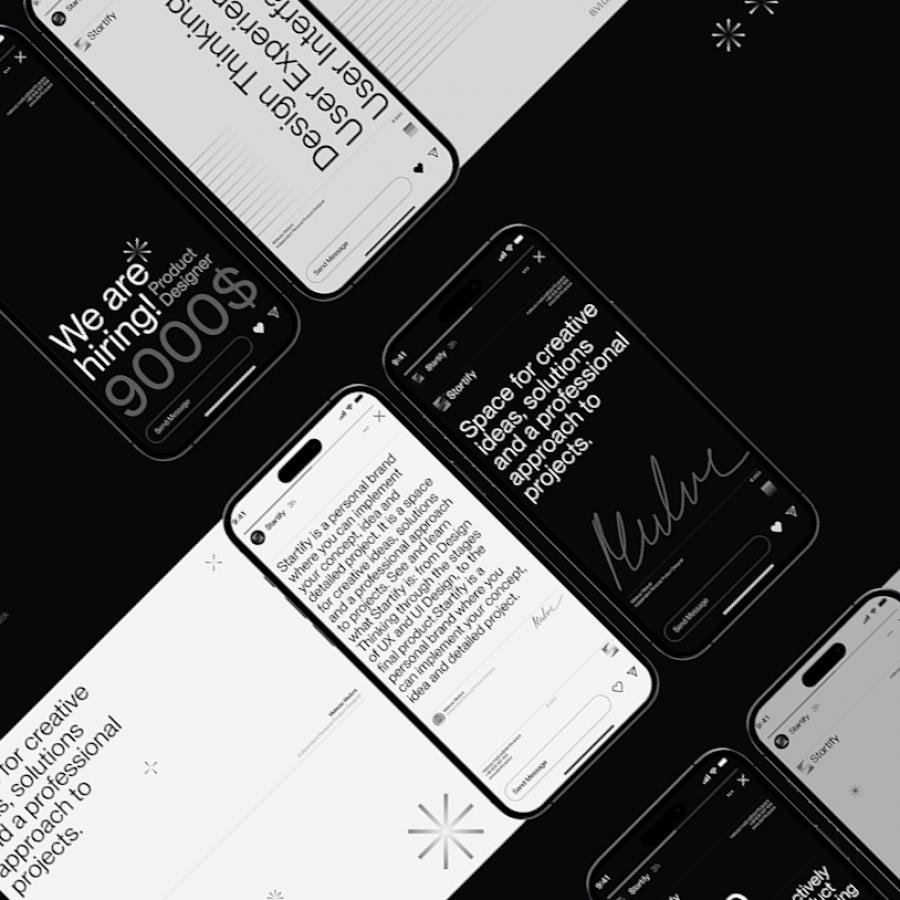 Startify
Design Thinking
User Experien
User Interfa
Send Message
We are
hiring!
Product
Designer
9000$
Send Message
9:41
Startify 3h
Startify
Space for creative
ideas, solutions
and a professional
approach to
projects.
Send Message
9:41
Startify 3h
Startify is a personal brand
where you can implement
your concept, idea and
detailed project. It is a space
for creative ideas, solutions
and a professional approach
to projects. See and learn
what Startify is: from Design
Thinking through the stages
of UX and UI Design, to the
final product.Startify is a
personal brand where you
can implement your concept,
idea and detailed project.
Send Message
for creative
s, solutions
d a professional
approach to
projects.
9:41
Startify 3h
Startify
9:41
Startify 3h
Startify
ctively
duct
ing